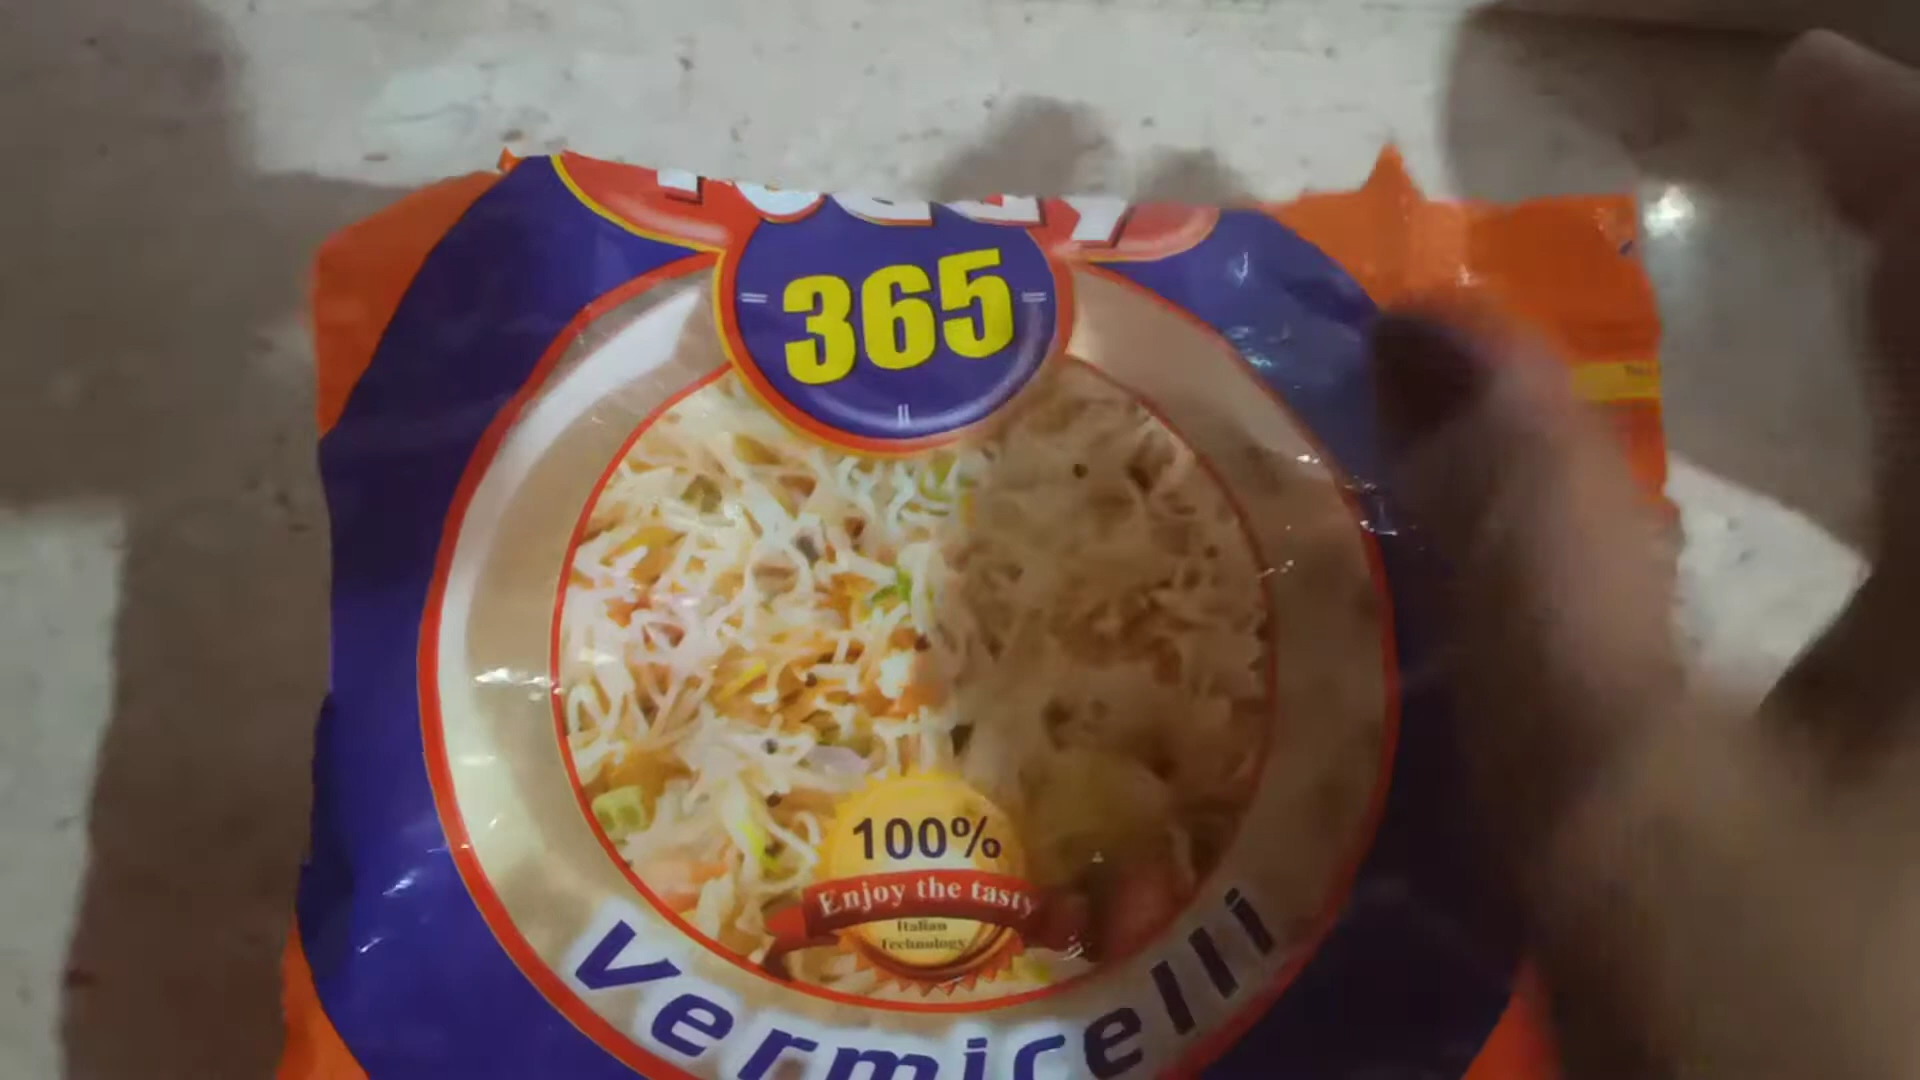 365
100%
Enjoy the tasty
Italian
Technology
Vermicelli